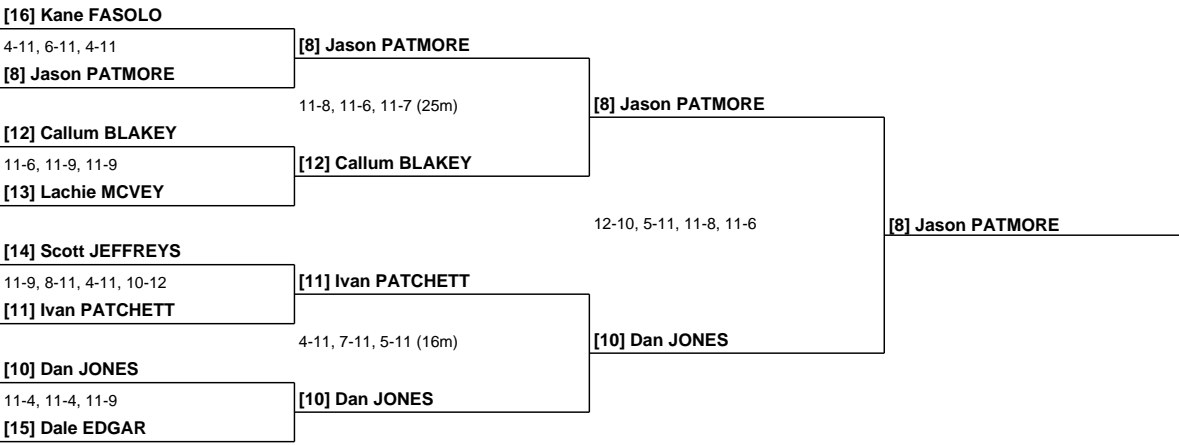 [16] Kane FASOLO
4-11, 6-11, 4-11
[8] Jason PATMORE
[8] Jason PATMORE
11-8, 11-6, 11-7 (25m)
[8] Jason PATMORE
[12] Callum BLAKEY
11-6, 11-9, 11-9
[12] Callum BLAKEY
[13] Lachie MCVEY
12-10, 5-11, 11-8, 11-6
[8] Jason PATMORE
[14] Scott JEFFREYS
11-9, 8-11, 4-11, 10-12
[11] Ivan PATCHETT
[11] Ivan PATCHETT
4-11, 7-11, 5-11 (16m)
[10] Dan JONES
[10] Dan JONES
11-4, 11-4, 11-9
[10] Dan JONES
[15] Dale EDGAR